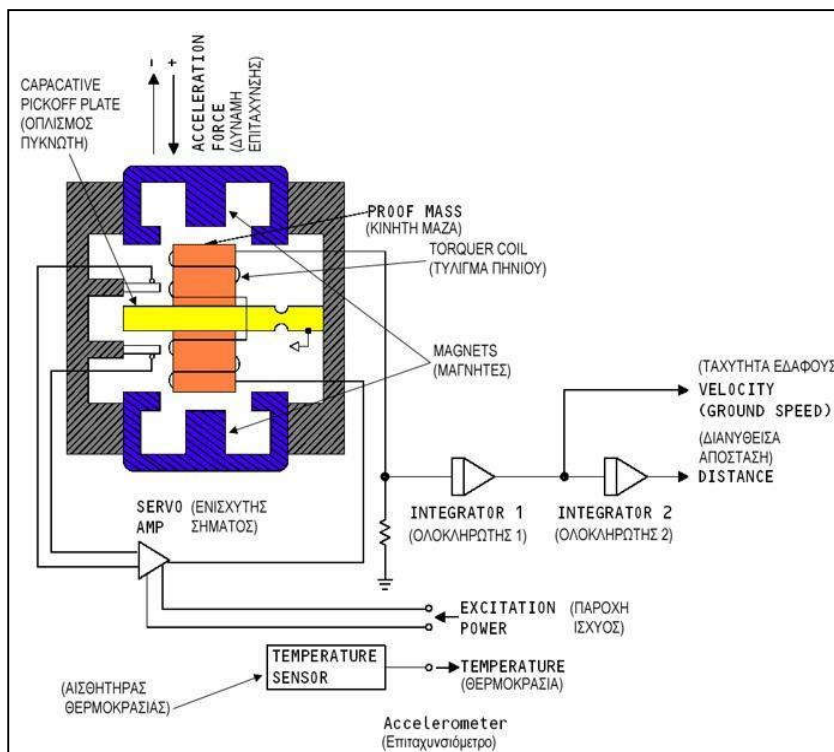 CAPACATIVE
PICKOFF PLATE
(ΟΠΛΙΣΜΟΣ
ΠΥΚΝΩΤΗ)
- +
ACCELERATION
FORCE
(ΔΥΝΑΜΗ
ΕΠΙΤΑΧΥΝΣΗΣ)
PROOF MASS
(ΚΙΝΗΤΗ ΜΑΖΑ)
TORQUER COIL
(ΤΥΛΙΓΜΑ ΠΗΝΙΟΥ)
MAGNETS
(ΜΑΓΝΗΤΕΣ)
(ΤΑΧΥΤΗΤΑ ΕΔΑΦΟΥΣ)
VELOCITY
(GROUND SPEED)
(ΔΙΑΝΥΘΕΙΣΑ
ΑΠΟΣΤΑΣΗ)
DISTANCE
SERVO (ΕΝΙΣΧΥΤΗΣ
AMP ΣΗΜΑΤΟΣ)
INTEGRATOR 1
(ΟΛΟΚΛΗΡΩΤΗΣ 1)
INTEGRATOR 2
(ΟΛΟΚΛΗΡΩΤΗΣ 2)
EXCITATION (ΠΑΡΟΧΗ
POWER ΙΣΧΥΟΣ)
TEMPERATURE
SENSOR
TEMPERATURE
(ΘΕΡΜΟΚΡΑΣΙΑ)
(ΑΙΣΘΗΤΗΡΑΣ
ΘΕΡΜΟΚΡΑΣΙΑΣ)
Accelerometer
(Επιταχυνσιόμετρο)